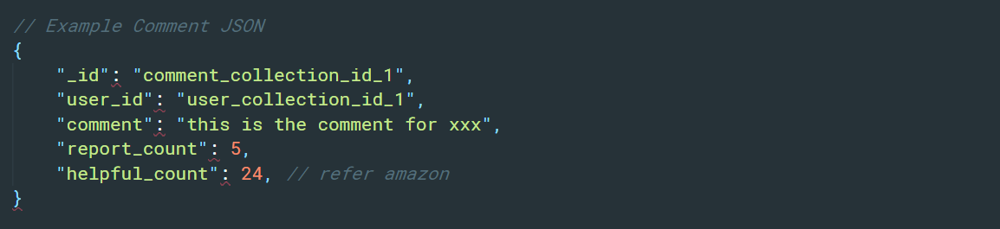 // Example Comment JSON
{
"_id": "comment_collection_id_1",
"user_id": "user_collection_id_1",
"comment": "this is the comment for xxx",
"report_count": 5,
"helpful_count": 24, // refer amazon
}